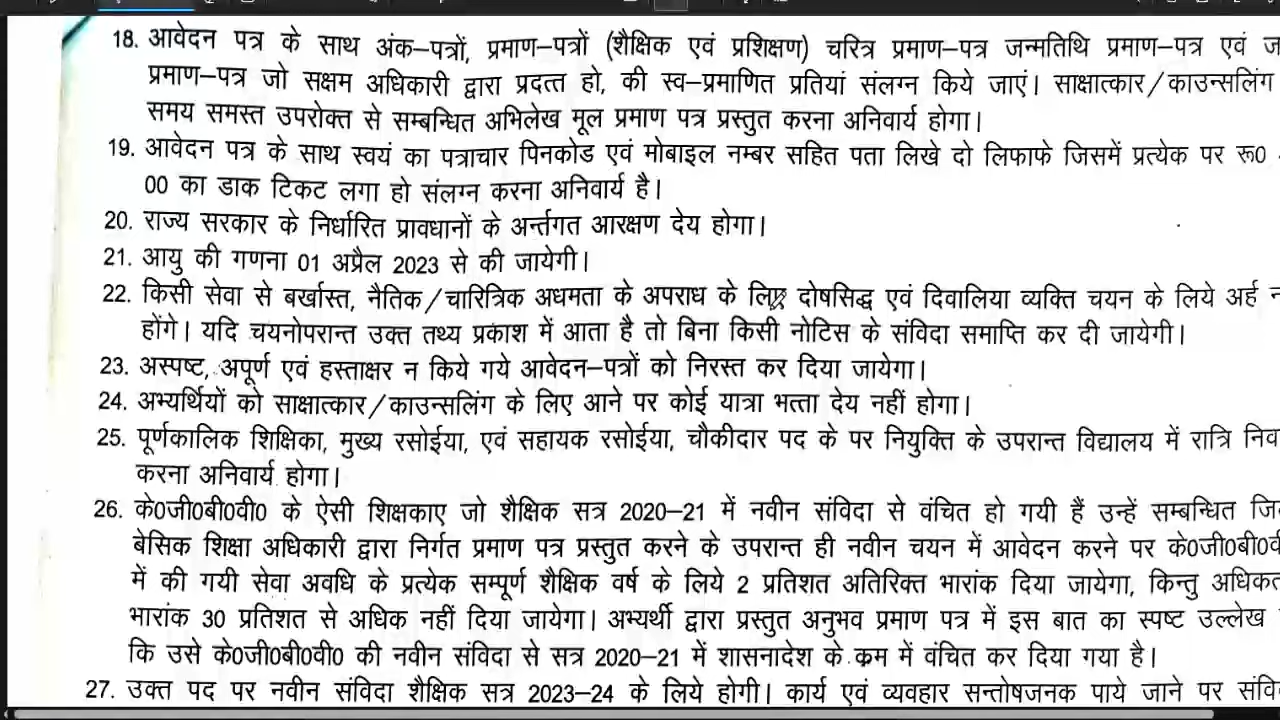 18. आवेदन पत्र के साथ अंक–पत्रों, प्रमाण–पत्रों (शैक्षिक एवं प्रशिक्षण) चरित्र प्रमाण–पत्र जन्मतिथि प्रमाण–पत्र एवं
प्रमाण–पत्र जो सक्षम अधिकारी द्वारा प्रदत्त हो, की स्व–प्रमाणित प्रतियां संलग्न किये जाएं। साक्षात्कार/काउन्सलिंग
समय समस्त उपरोक्त से सम्बन्धित अभिलेख मूल प्रमाण पत्र प्रस्तुत करना अनिवार्य होगा।
19. आवेदन पत्र के साथ स्वयं का पत्राचार पिनकोड एवं मोबाइल नम्बर सहित पता लिखे दो लिफाफे जिसमें प्रत्येक पर रू0
00 का डाक टिकट लगा हो संलग्न करना अनिवार्य है।
20. राज्य सरकार के निर्धारित प्रावधानों के अर्न्तगत आरक्षण देय होगा।
21. आयु की गणना 01 अप्रैल 2023 से की जायेगी।
22. किसी सेवा से बर्खास्त, नैतिक/चारित्रिक अधमता के अपराध के लिए दोषसिद्ध एवं दिवालिया व्यक्ति चयन के लिये अर्ह
होंगे। यदि चयनोपरान्त उक्त तथ्य प्रकाश में आता है तो बिना किसी नोटिस के संविदा समाप्ति कर दी जायेगी।
23. अस्पष्ट, अपूर्ण एवं हस्ताक्षर न किये गये आवेदन–पत्रों को निरस्त कर दिया जायेगा।
24. अभ्यर्थियों को साक्षात्कार/काउन्सलिंग के लिए आने पर कोई यात्रा भत्ता देय नहीं होगा।
25. पूर्णकालिक शिक्षिका, मुख्य रसोईया, एवं सहायक रसोईया, चौकीदार पद के पर नियुक्ति के उपरान्त विद्यालय में रात्रि
करना अनिवार्य होगा।
26. के0जी0बी0वी0 के ऐसी शिक्षकाए जो शैक्षिक सत्र 2020–21 में नवीन संविदा से वंचित हो गयी हैं उन्हें सम्बन्धित
बेसिक शिक्षा अधिकारी द्वारा निर्गत प्रमाण पत्र प्रस्तुत करने के उपरान्त ही नवीन चयन में आवेदन करने पर
में की गयी सेवा अवधि के प्रत्येक सम्पूर्ण शैक्षिक वर्ष के लिये 2 प्रतिशत अतिरिक्त भारांक दिया जायेगा, किन्तु
भारांक 30 प्रतिशत से अधिक नहीं दिया जायेगा। अभ्यर्थी द्वारा प्रस्तुत अनुभव प्रमाण पत्र में इस बात का स्पष्ट उल्लेख
कि उसे के0जी0बी0वी0 की नवीन संविदा से सत्र 2020–21 में शासनादेश के क्रम में वंचित कर दिया गया है।
27. उक्त पद पर नवीन संविदा शैक्षिक सत्र 2023–24 के लिये होगी। कार्य एवं व्यवहार सन्तोषजनक पाये जाने पर